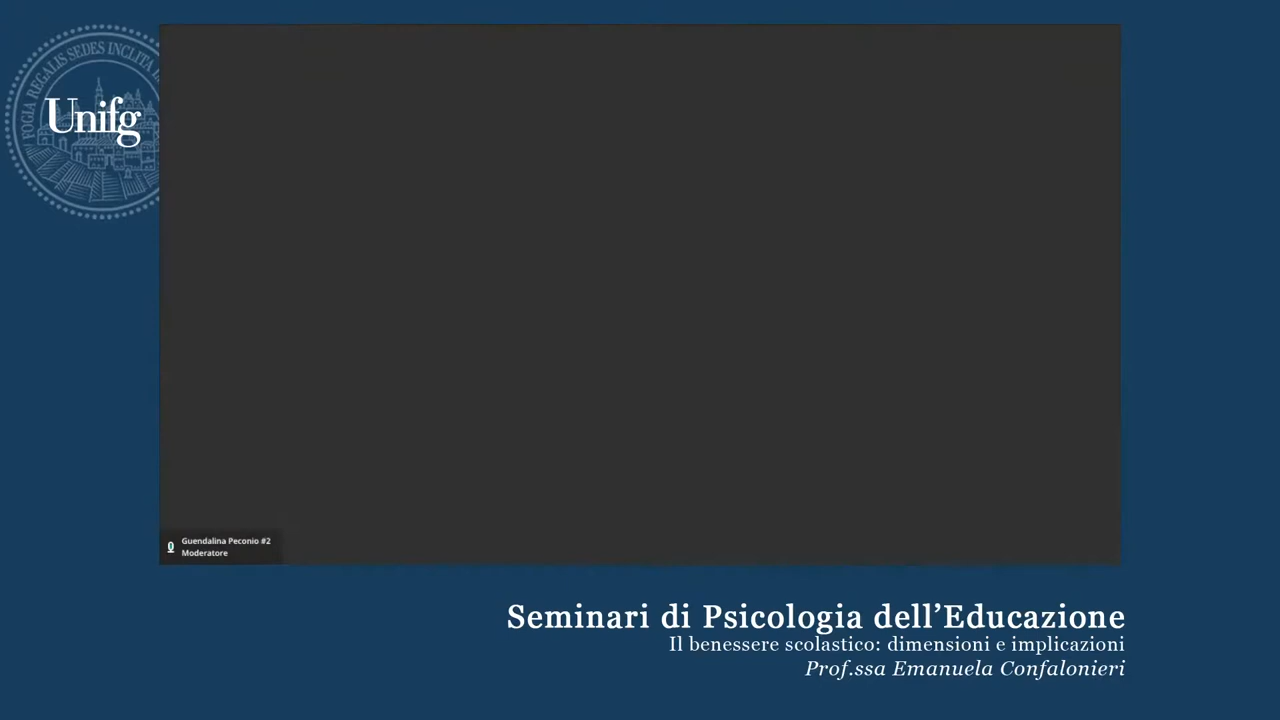 FOGIA REGALIS SEDES INCLITA
Unifg
Guendalina Peconio #2
Moderatore
Seminari di Psicologia dell’Educazione
Il benessere scolastico: dimensioni e implicazioni
Prof.ssa Emanuela Confalonieri